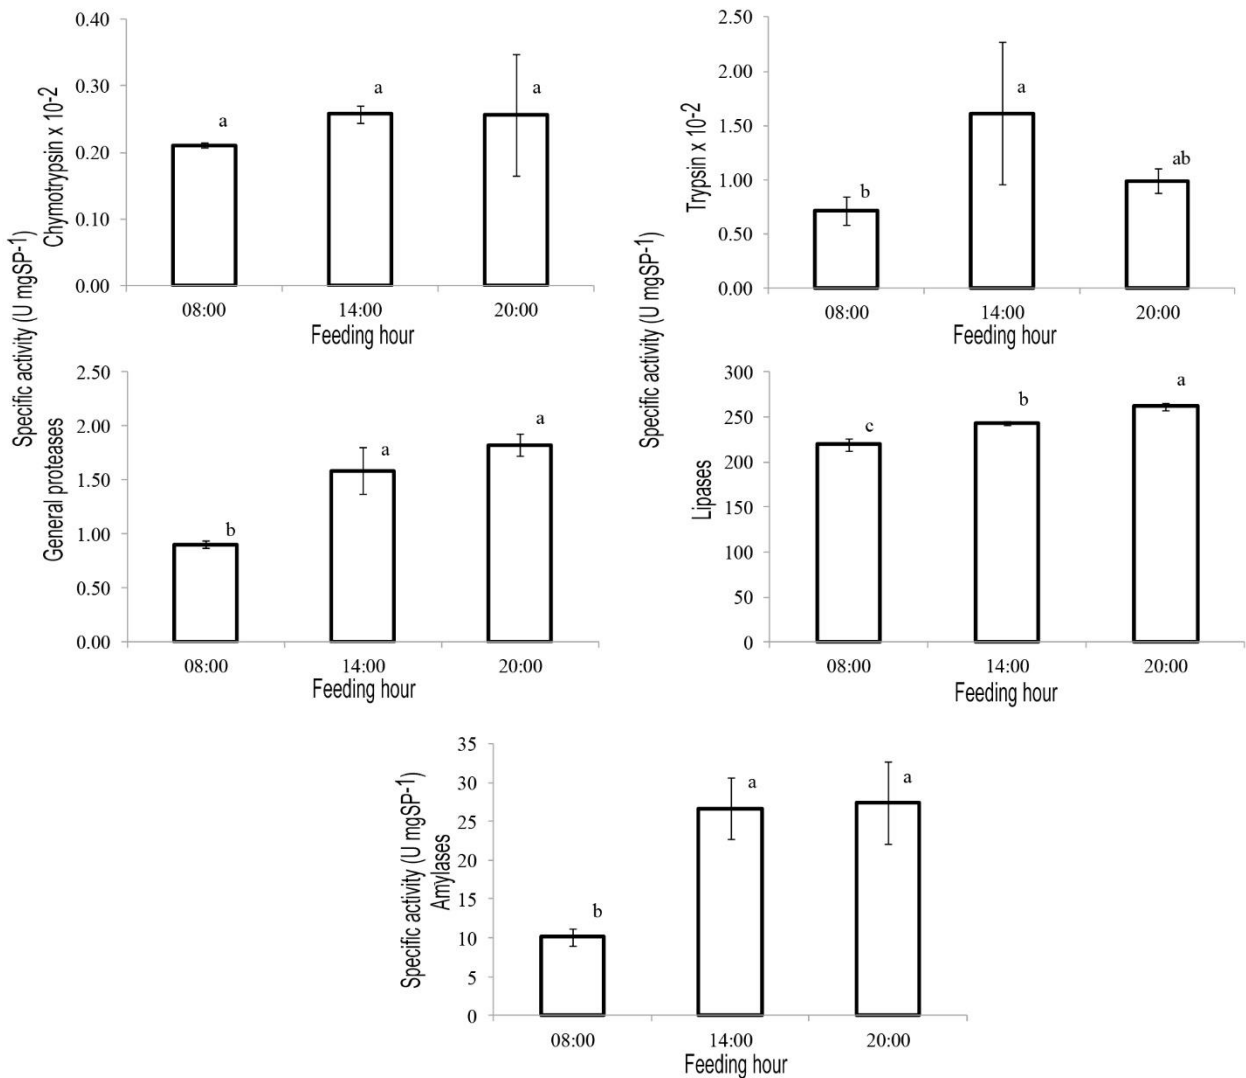 Specific activity (U mgSP-1)
Chymotrypsin x 10-2
0.40
0.30
0.20
0.10
0.00
a
a
a
08:00 14:00 20:00
Feeding hour
Specific activity (U mgSP-1)
Trypsin x 10-2
2.50
2.00
1.50
1.00
0.50
0.00
b
a
ab
08:00 14:00 20:00
Feeding hour
General proteases
2.50
2.00
1.50
1.00
0.50
0.00
b
a
a
08:00 14:00 20:00
Feeding hour
Lipases
300
250
200
150
100
50
0
c
b
a
08:00 14:00 20:00
Feeding hour
Specific activity (U mgSP-1)
Amylases
35
30
25
20
15
10
5
0
b
a
a
08:00 14:00 20:00
Feeding hour